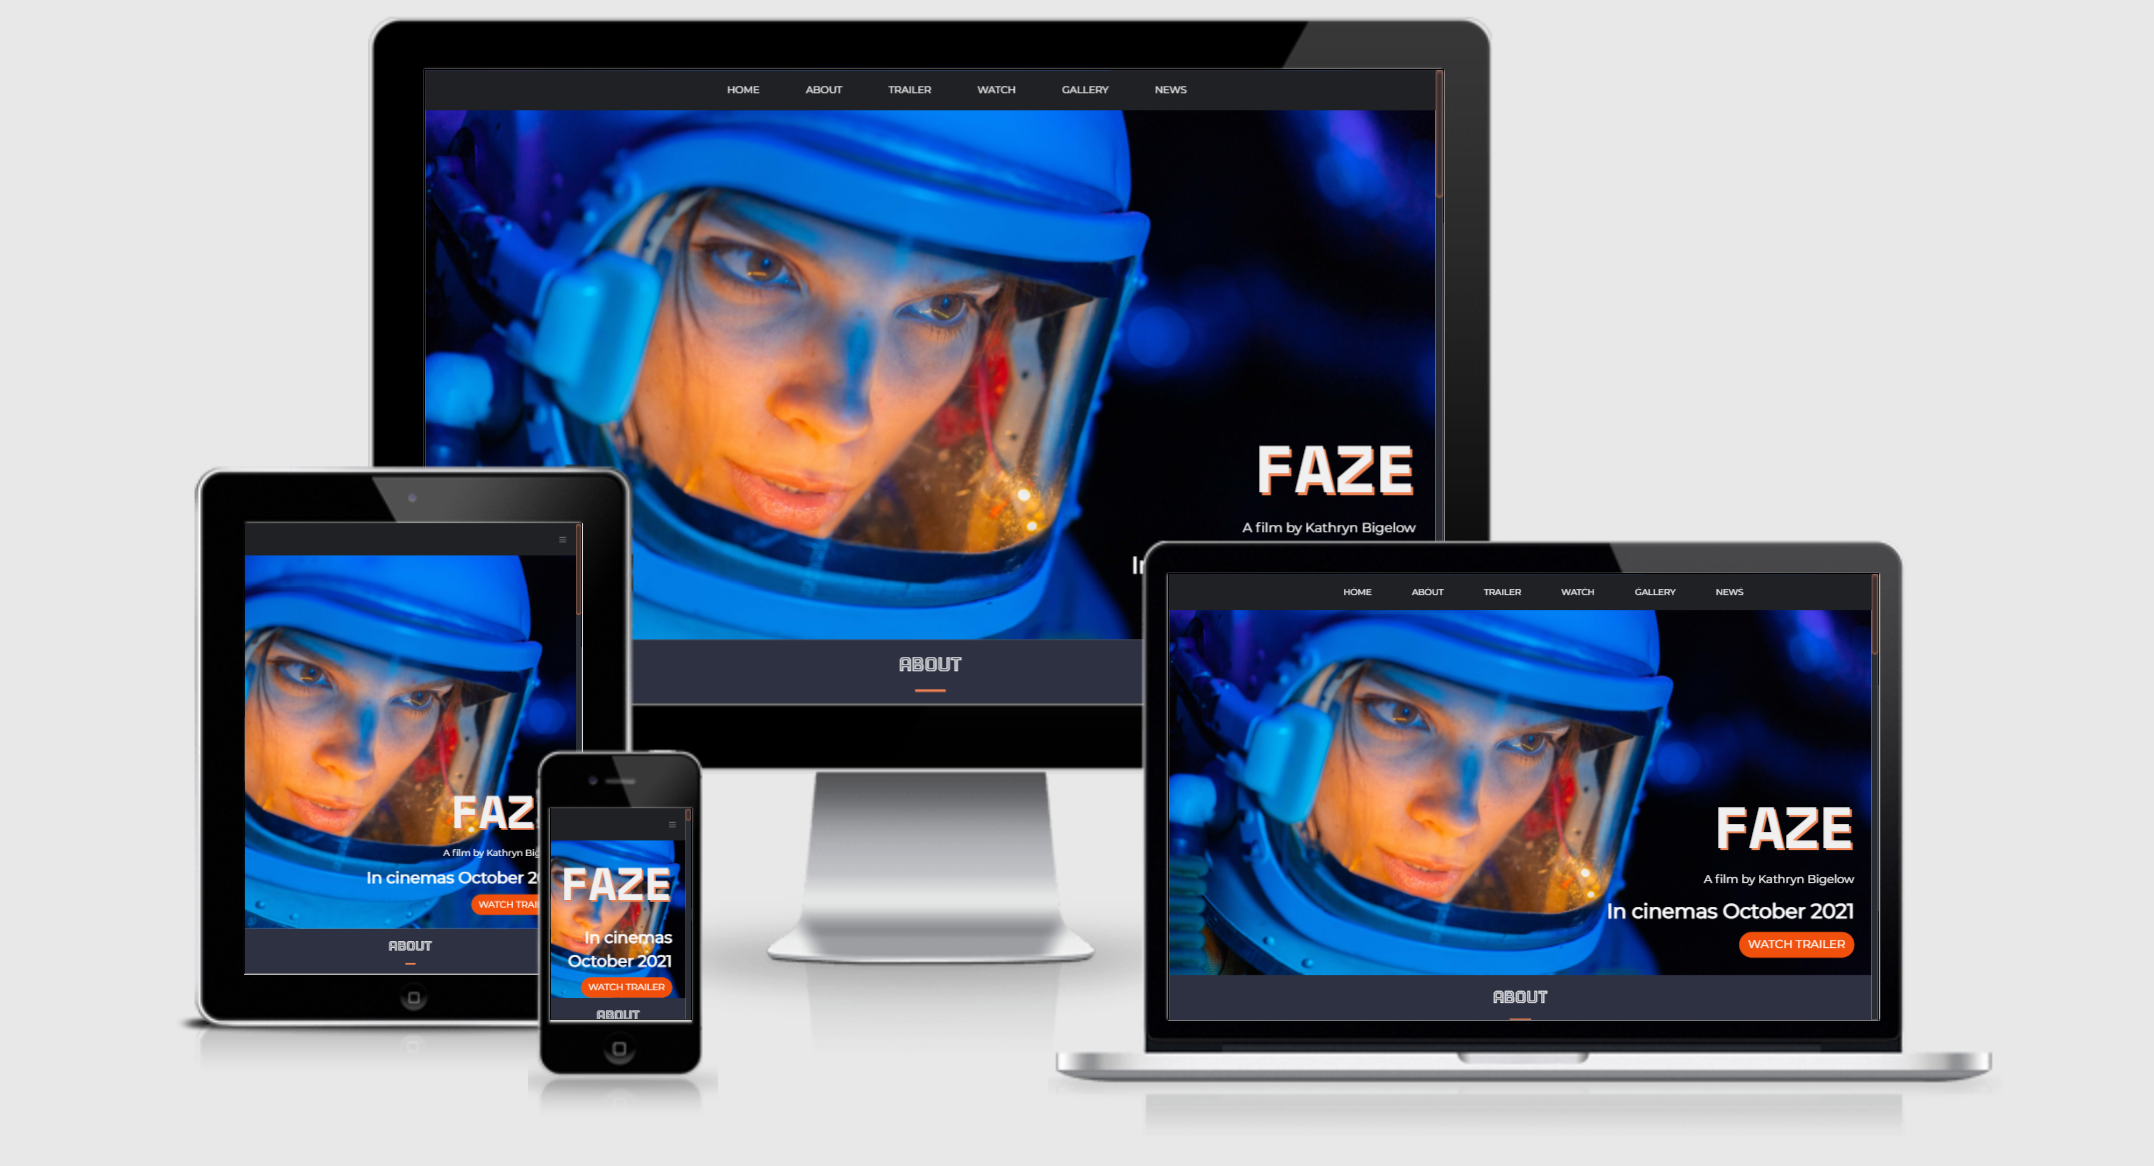 HOME ABOUT TRAILER WATCH GALLERY NEWS
FAZE
A film by Kathryn Bigelow
In
ABOUT
FAZ
A film by Kathryn Big
In cinemas October 2
WATCH TRAI
ABOUT
FAZE
In cinemas
October 2021
WATCH TRAILER
ABOUT
HOME ABOUT TRAILER WATCH GALLERY NEWS
FAZE
A film by Kathryn Bigelow
In cinemas October 2021
WATCH TRAILER
ABOUT